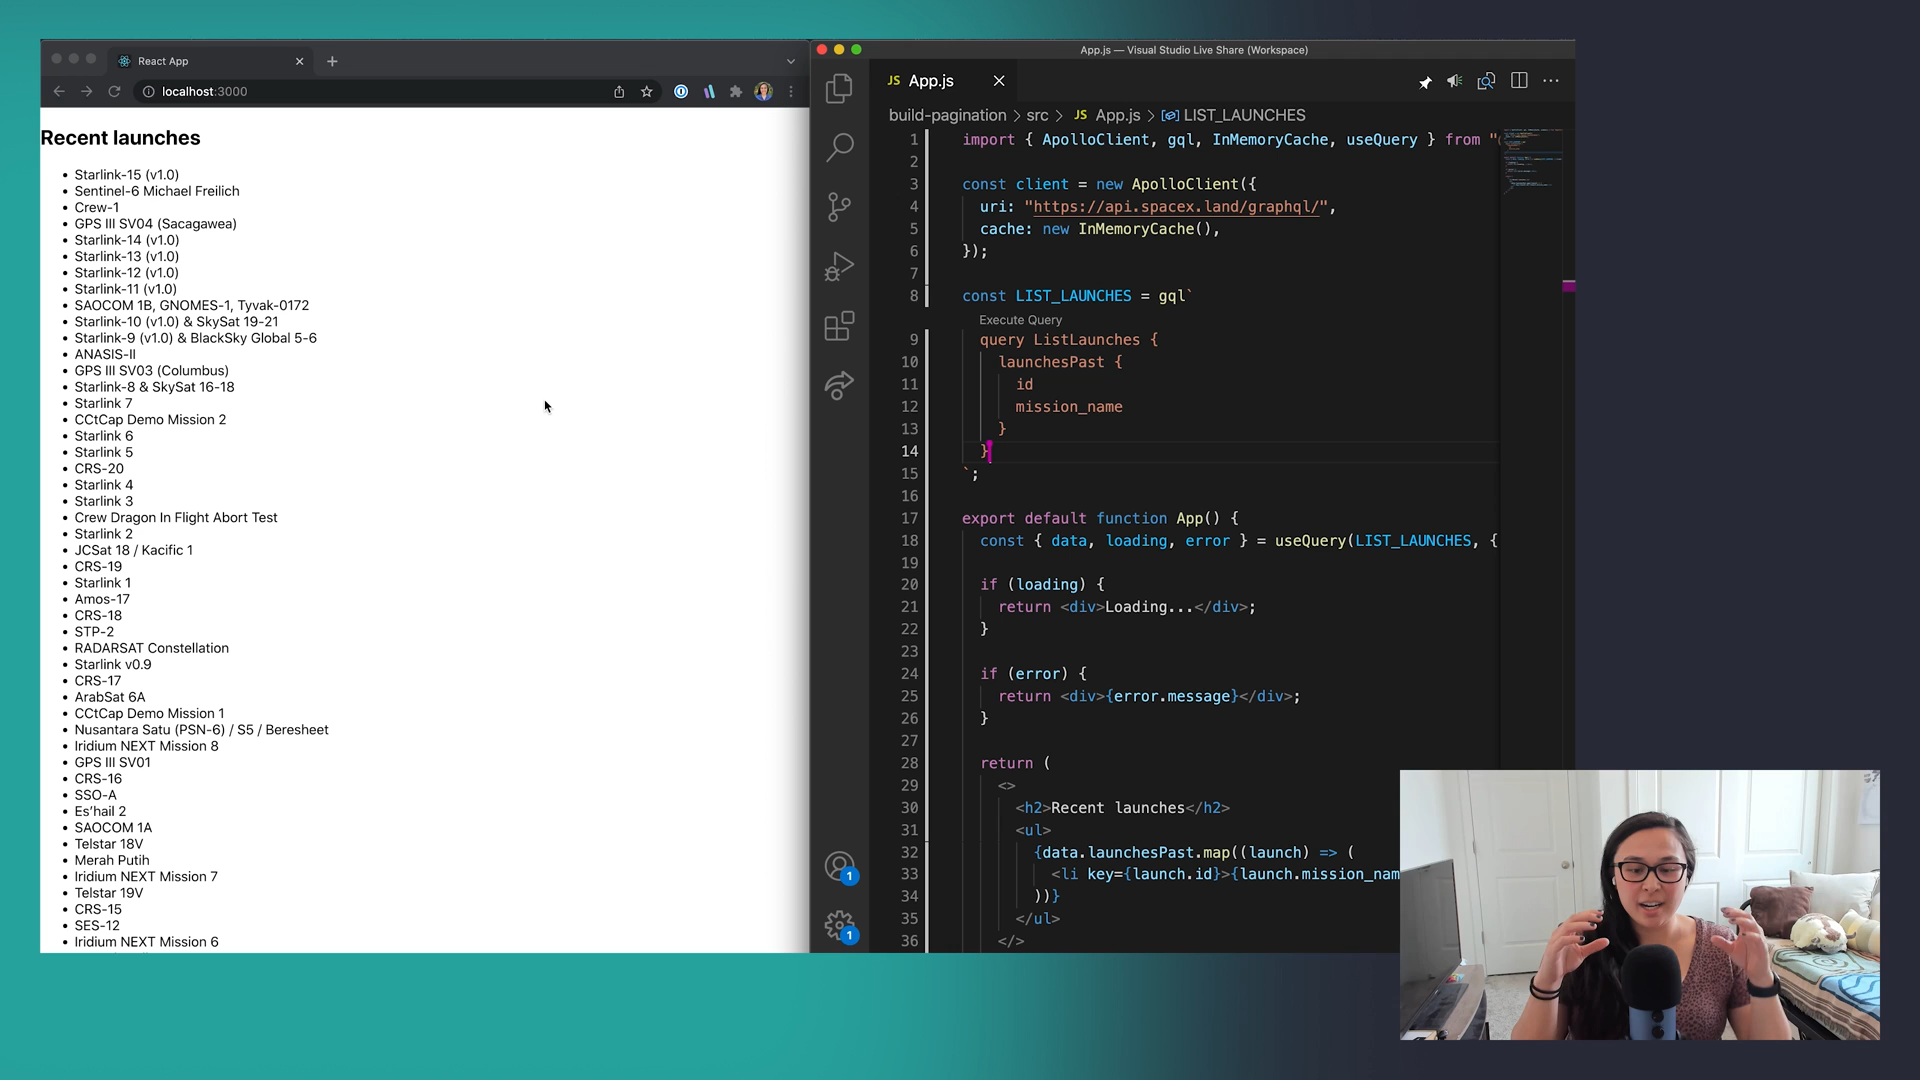 React App
localhost:3000
Recent launches
Starlink-15 (v1.0)
Sentinel-6 Michael Freilich
Crew-1
GPS III SV04 (Sacagawea)
Starlink-14 (v1.0)
Starlink-13 (v1.0)
Starlink-12 (v1.0)
Starlink-11 (v1.0)
SAOCOM 1B, GNOMES-1, Tyvak-0172
Starlink-10 (v1.0) & SkySat 19-21
Starlink-9 (v1.0) & BlackSky Global 5-6
ANASIS-II
GPS III SV03 (Columbus)
Starlink-8 & SkySat 16-18
Starlink 7
CCtCap Demo Mission 2
Starlink 6
Starlink 5
CRS-20
Starlink 4
Starlink 3
Crew Dragon In Flight Abort Test
Starlink 2
JCSat 18 / Kacific 1
CRS-19
Starlink 1
Amos-17
CRS-18
STP-2
RADARSAT Constellation
Starlink v0.9
CRS-17
ArabSat 6A
CCtCap Demo Mission 1
Nusantara Satu (PSN-6) / S5 / Beresheet
Iridium NEXT Mission 8
GPS III SV01
CRS-16
SSO-A
Es’hail 2
SAOCOM 1A
Telstar 18V
Merah Putih
Iridium NEXT Mission 7
Telstar 19V
CRS-15
SES-12
Iridium NEXT Mission 6
App.js — Visual Studio Live Share (Workspace)
JS App.js
build-pagination > src > JS App.js > LIST_LAUNCHES
1 import { ApolloClient, gql, InMemoryCache, useQuery } from "
2
3 const client = new ApolloClient({
4 uri: "https://api.spacex.land/graphql/",
5 cache: new InMemoryCache(),
6 });
7
8 const LIST_LAUNCHES = gql`
Execute Query
9 query ListLaunches {
10 launchesPast {
11 id
12 mission_name
13 }
14 }
15 `;
16
17 export default function App() {
18 const { data, loading, error } = useQuery(LIST_LAUNCHES, {
19
20 if (loading) {
21 return <div>Loading...</div>;
22 }
23
24 if (error) {
25 return <div>{error.message}</div>;
26 }
27
28 return (
29 <>
30 <h2>Recent launches</h2>
31 <ul>
32 {data.launchesPast.map((launch) => (
33 <li key={launch.id}>{launch.mission_nam
34 ))}
35 </ul>
36 </>
1
1